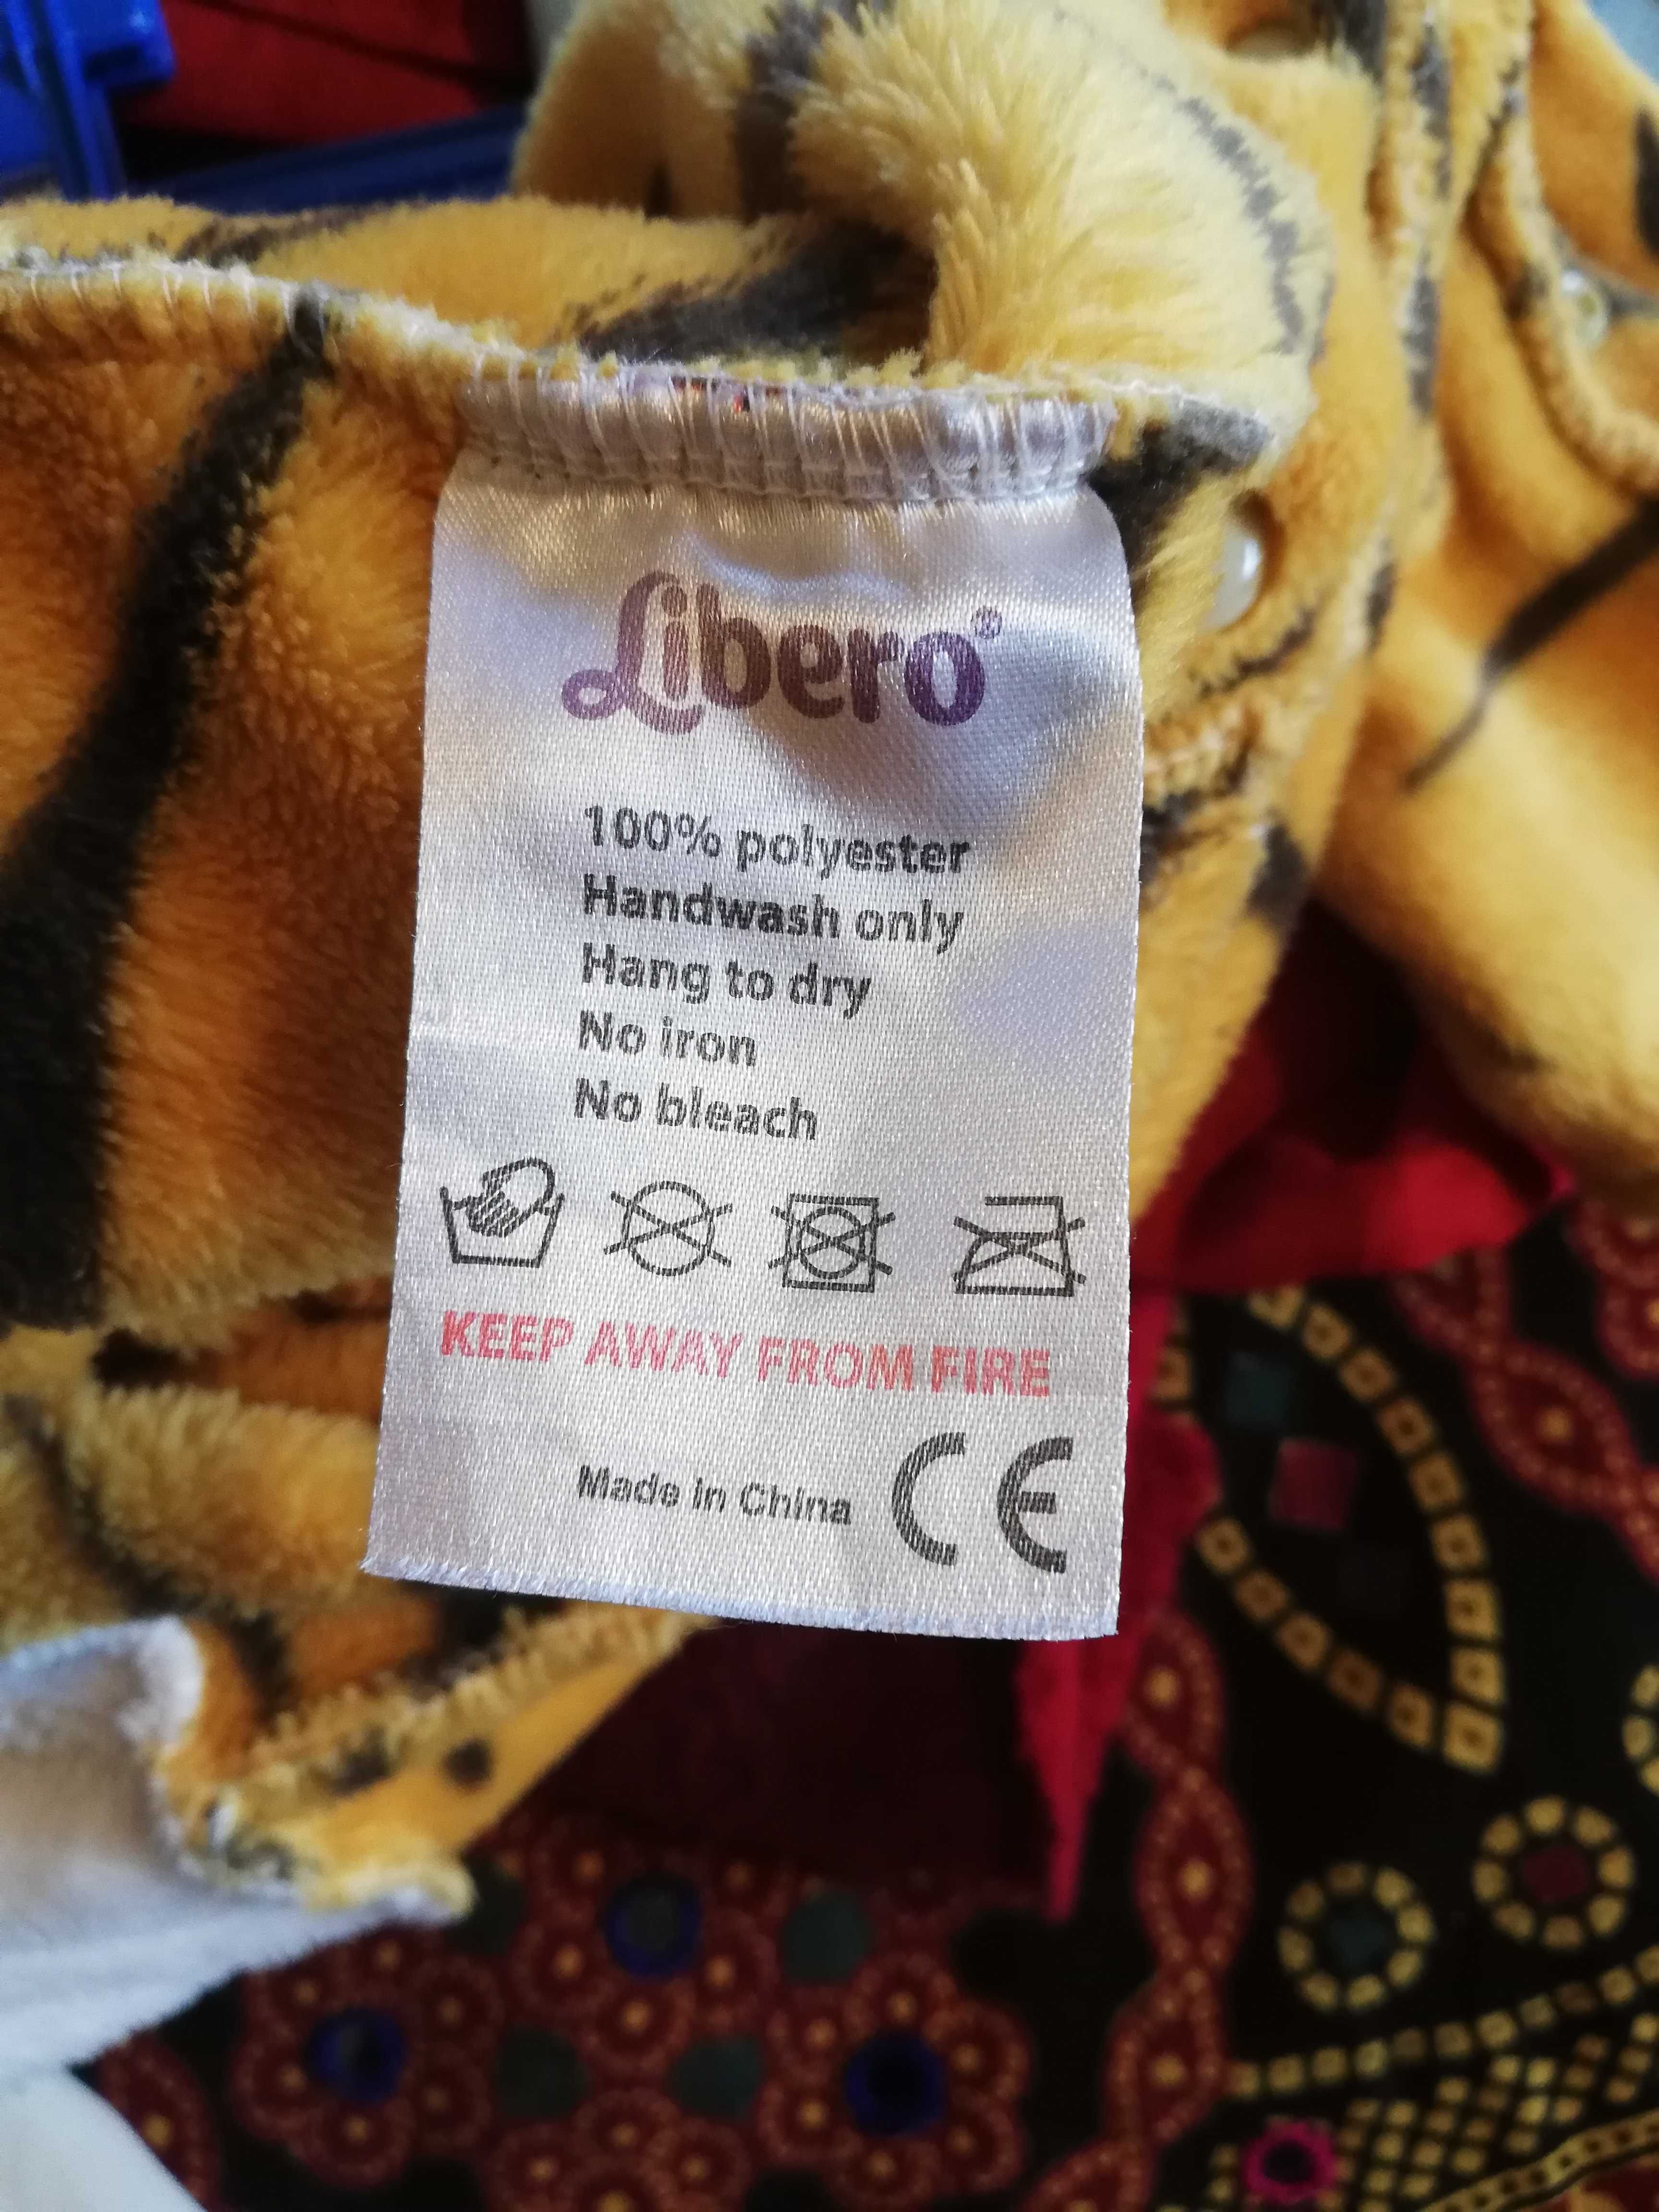 Libero®
100% polyester
Handwash only
Hang to dry
No iron
No bleach
KEEP AWAY FROM FIRE
Made in China CE